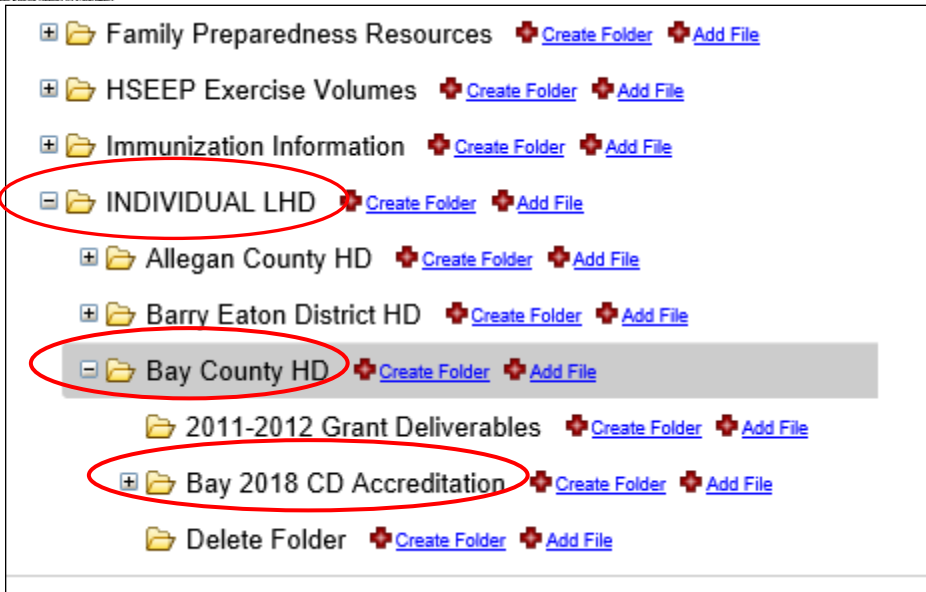 Family Preparedness Resources Create Folder Add File
HSEEP Exercise Volumes Create Folder Add File
Immunization Information Create Folder Add File
INDIVIDUAL LHD Create Folder Add File
Allegan County HD Create Folder Add File
Barry Eaton District HD Create Folder Add File
Bay County HD Create Folder Add File
2011-2012 Grant Deliverables Create Folder Add File
Bay 2018 CD Accreditation Create Folder Add File
Delete Folder Create Folder Add File